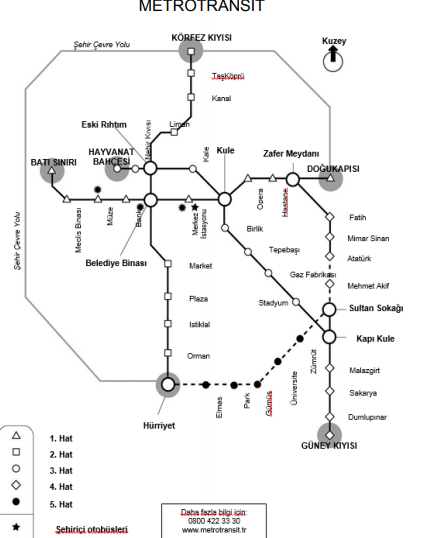 METROTRANSİT
Şehir Çevre Yolu
KÖRFEZ KIYISI
Kuzey
Taşköprü
Kanal
Liman
Eski Rıhtım
Nehir Kıyısı
Kale
Kule
Zafer Meydanı
HAYVANAT
BAHÇESİ
BATI SINIRI
DOĞUKAPISI
Opera
Hastane
Meclis Binası
Müze
Banka
Merkez
İstasyonu
Fatih
Birlik
Mimar Sinan
Tepebaşı
Atatürk
Şehir Çevre Yolu
Belediye Binası
Market
Gaz Fabrikası
Mehmet Akif
Plaza
Stadyum
Sultan Sokağı
İstiklal
Kapı Kule
Orman
Zümrüt
Malazgirt
Üniversite
Sakarya
Elmas
Park
Gümüş
Dumlupınar
Hürriyet
GÜNEY KIYISI
1. Hat
2. Hat
3. Hat
4. Hat
5. Hat
Şehiriçi otobüsleri
Daha fazla bilgi için:
0800 422 33 30
www.metrotransit.tr